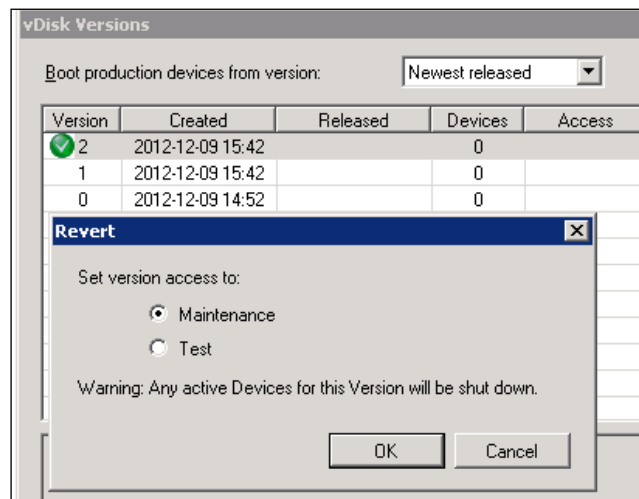 vDisk Versions
Boot production devices from version: Newest released
Version Created Released Devices Access
2 2012-12-09 15:42 0
1 2012-12-09 15:42 0
0 2012-12-09 14:52 0
Revert
Set version access to:
Maintenance
Test
Warning: Any active Devices for this Version will be shut down.
OK Cancel